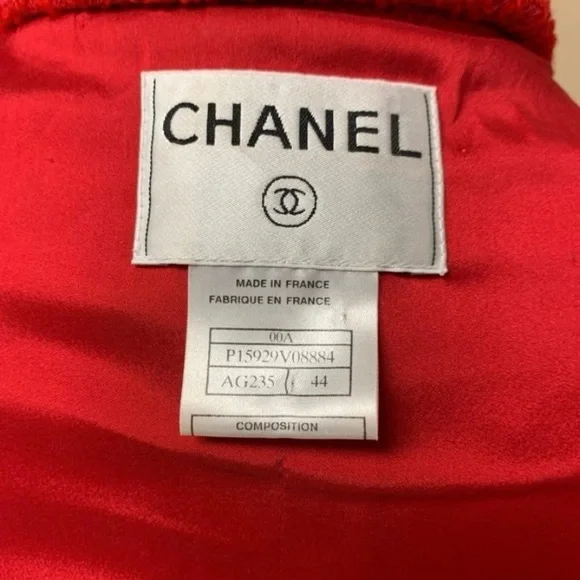 CHANEL
MADE IN FRANCE
FABRIQUE EN FRANCE
00A
P15929V08884
AG235 44
COMPOSITION